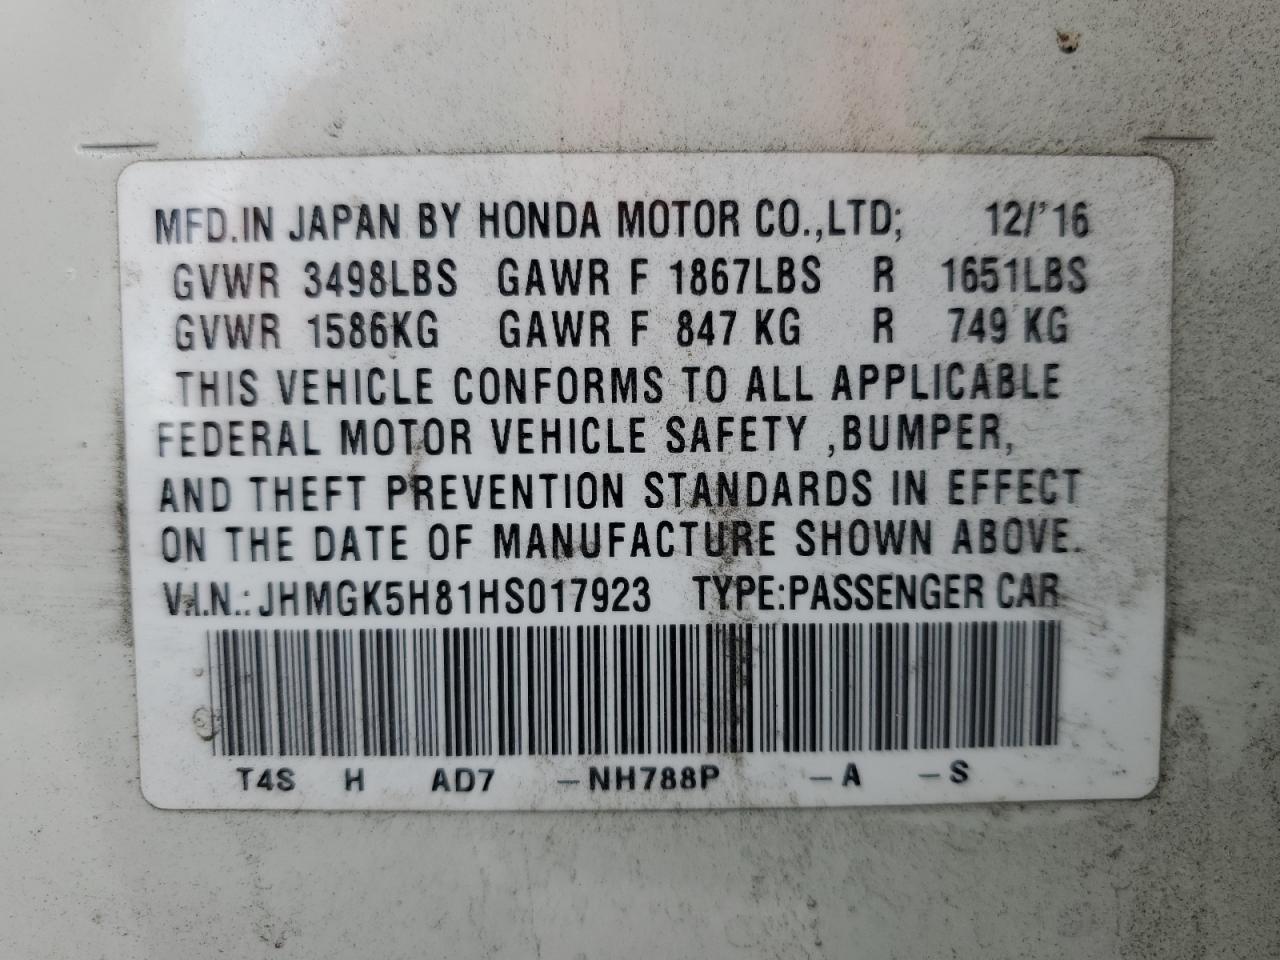 MFD.IN JAPAN BY HONDA MOTOR CO.,LTD; 12/'16
GVWR 3498LBS GAWR F 1867LBS R 1651LBS
GVWR 1586KG GAWR F 847 KG R 749 KG
THIS VEHICLE CONFORMS TO ALL APPLICABLE
FEDERAL MOTOR VEHICLE SAFETY ,BUMPER,
AND THEFT PREVENTION STANDARDS IN EFFECT
ON THE DATE OF MANUFACTURE SHOWN ABOVE.
V.I.N.:JHMGK5H81HS017923 TYPE:PASSENGER CAR
T4S H AD7 -NH788P -A -S